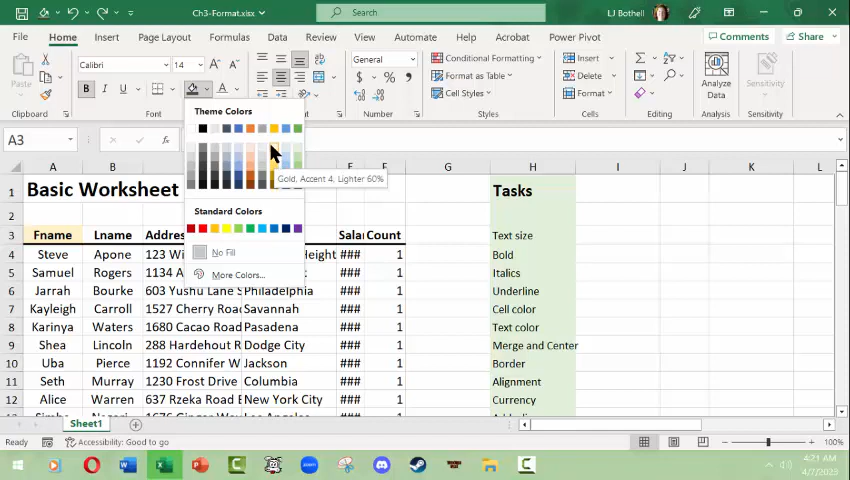 Ch3-Format.xlsx
Search
LJ Bothell
File Home Insert Page Layout Formulas Data Review View Automate Help Acrobat Power Pivot Comments Share
Calibri 14 General Conditional Formatting Insert
Format as Table Delete
Paste B I U $ % Cell Styles Format Analyze Data Sensitivity
Clipboard Font Number Styles Cells Editing Analysis Sensitivity
Theme Colors
Gold, Accent 4, Lighter 60%
Standard Colors
No Fill
More Colors...
A3
A B G H I J K L
1 Basic Worksheet Tasks
2
3 Fname Lname Addres Sala Count Text size
4 Steve Apone 123 Wi Height ### 1 Bold
5 Samuel Rogers 1134 A ### 1 Italics
6 Jarrah Bourke 603 Yushu Lane S Philadelphia ### 1 Underline
7 Kayleigh Carroll 1527 Cherry Road Savannah ### 1 Cell color
8 Karinya Waters 1680 Cacao Road Pasadena ### 1 Text color
9 Shea Lincoln 288 Hardehout R Dodge City ### 1 Merge and Center
10 Uba Pierce 1192 Connifer W Jackson ### 1 Border
11 Seth Murray 1230 Frost Drive Columbia ### 1 Alignment
12 Alice Warren 637 Rzeka Road E New York City ### 1 Currency
Sheet1
Ready Accessibility: Good to go 100%
4:21 AM
4/7/2023